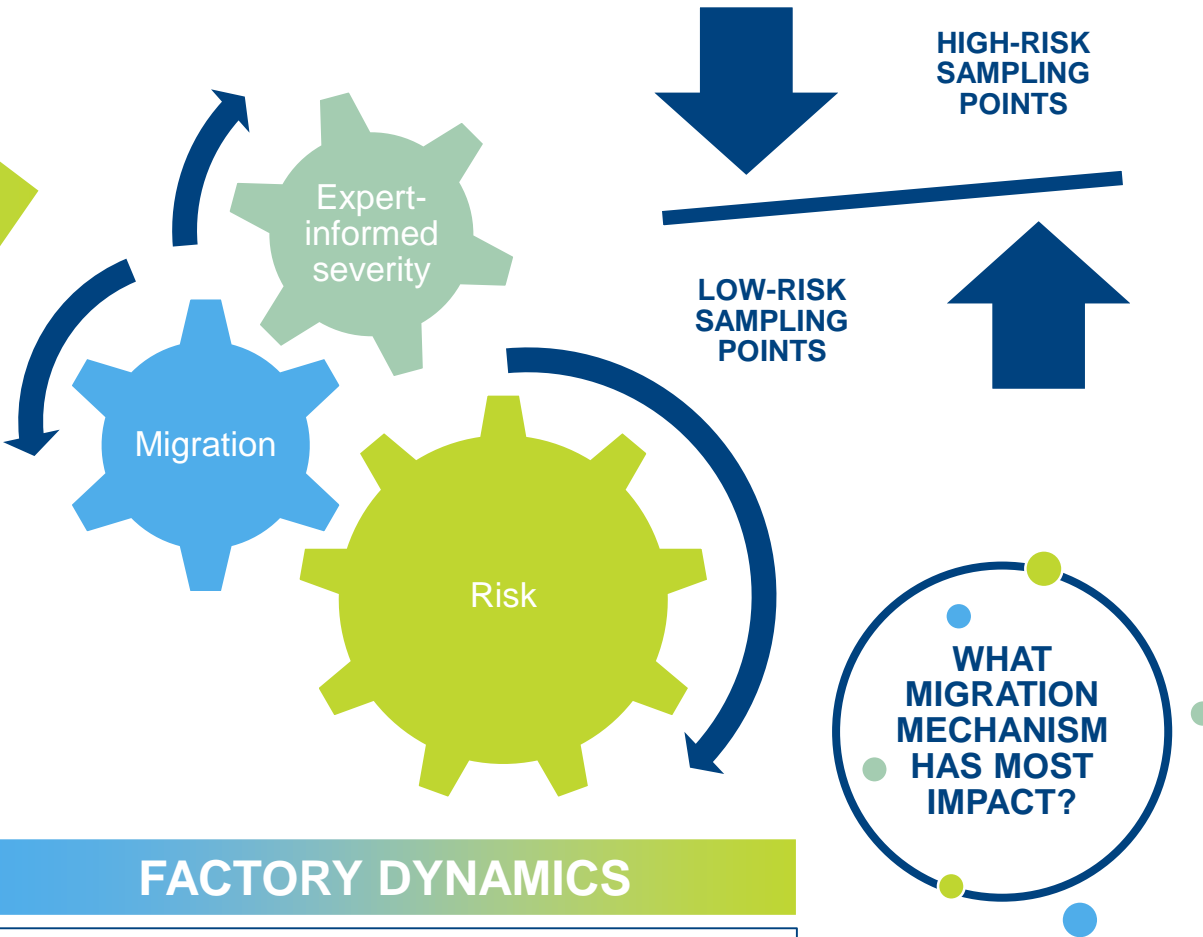 HIGH-RISK
SAMPLING
POINTS
Expert-
informed
severity
LOW-RISK
SAMPLING
POINTS
Migration
Risk
WHAT
MIGRATION
MECHANISM
HAS MOST
IMPACT?
FACTORY DYNAMICS